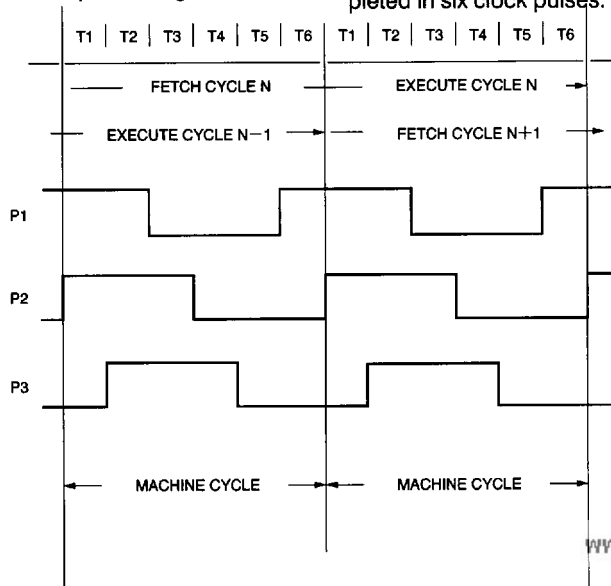 pleted in six clock pulses.
T1 T2 T3 T4 T5 T6 T1 T2 T3 T4 T5 T6
FETCH CYCLE N EXECUTE CYCLE N
EXECUTE CYCLE N−1 FETCH CYCLE N+1
P1
P2
P3
MACHINE CYCLE MACHINE CYCLE